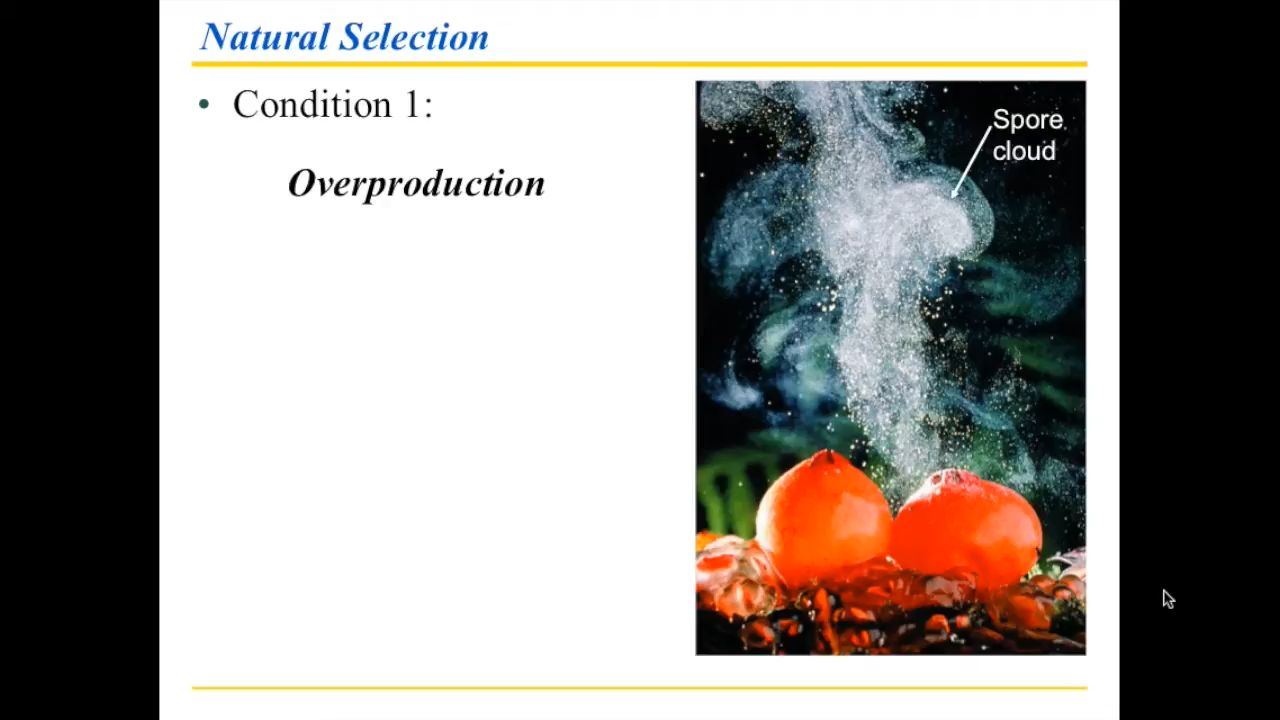 Natural Selection
• Condition 1:
Overproduction
Spore
cloud